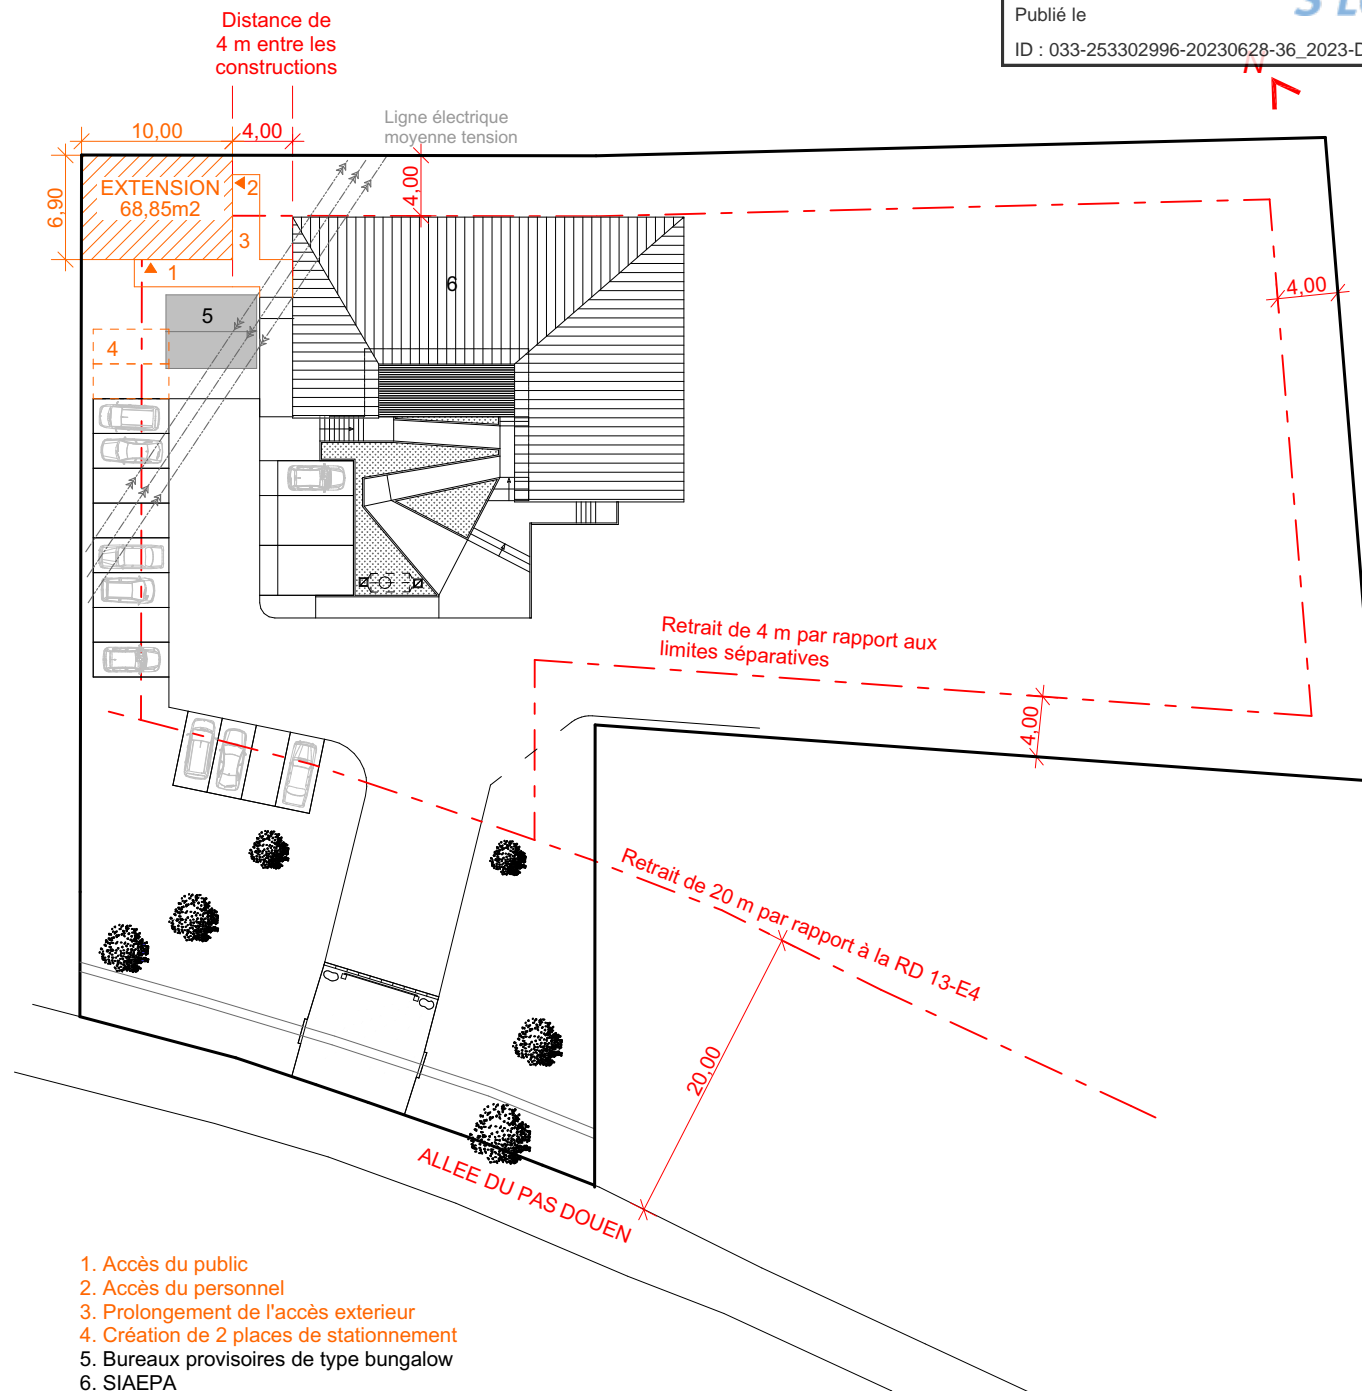 Publié le
ID : 033-253302996-20230628-36_2023-D
N
Distance de
4 m entre les
constructions
Ligne électrique
moyenne tension
10,00
4,00
4,00
6,90
EXTENSION
68,85m2
2
3
1
5
4
6
4,00
Retrait de 4 m par rapport aux
limites séparatives
4,00
Retrait de 20 m par rapport à la RD 13-E4
20,00
ALLEE DU PAS DOUEN
1. Accès du public
2. Accès du personnel
3. Prolongement de l'accès exterieur
4. Création de 2 places de stationnement
5. Bureaux provisoires de type bungalow
6. SIAEPA